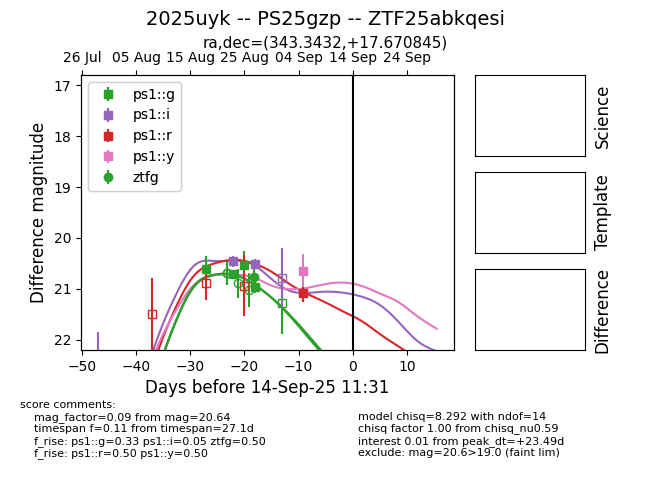 2025uyk -- PS25gzp -- ZTF25abkqesi
ra,dec=(343.3432,+17.670845)
26 Jul 05 Aug 15 Aug 25 Aug 04 Sep 14 Sep 24 Sep
17
18
19
20
21
22
Difference magnitude
ps1::g
ps1::i
ps1::r
ps1::y
ztfg
−50 −40 −30 −20 −10 0 10
Days before 14-Sep-25 11:31
Science
Template
Difference
score comments:
mag_factor=0.09 from mag=20.64
timespan f=0.11 from timespan=27.1d
f_rise: ps1::g=0.33 ps1::i=0.05 ztfg=0.50
f_rise: ps1::r=0.50 ps1::y=0.50
model chisq=8.292 with ndof=14
chisq factor 1.00 from chisq_nu0.59
interest 0.01 from peak_dt=+23.49d
exclude: mag=20.6>19.0 (faint lim)